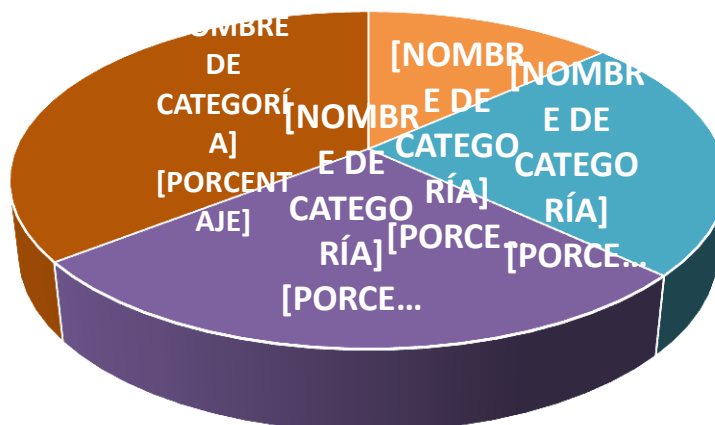 NOMBRE
DE
CATEGORÍ
A]
[PORCENT
AJE]
[NOMBR
E DE
CATEGO
RÍA]
[PORCE...
[NOMBR
E DE
CATEGO
RÍA]
[PORCE...
[NOMBR
E DE
CATEGO
RÍA]
[PORCE...